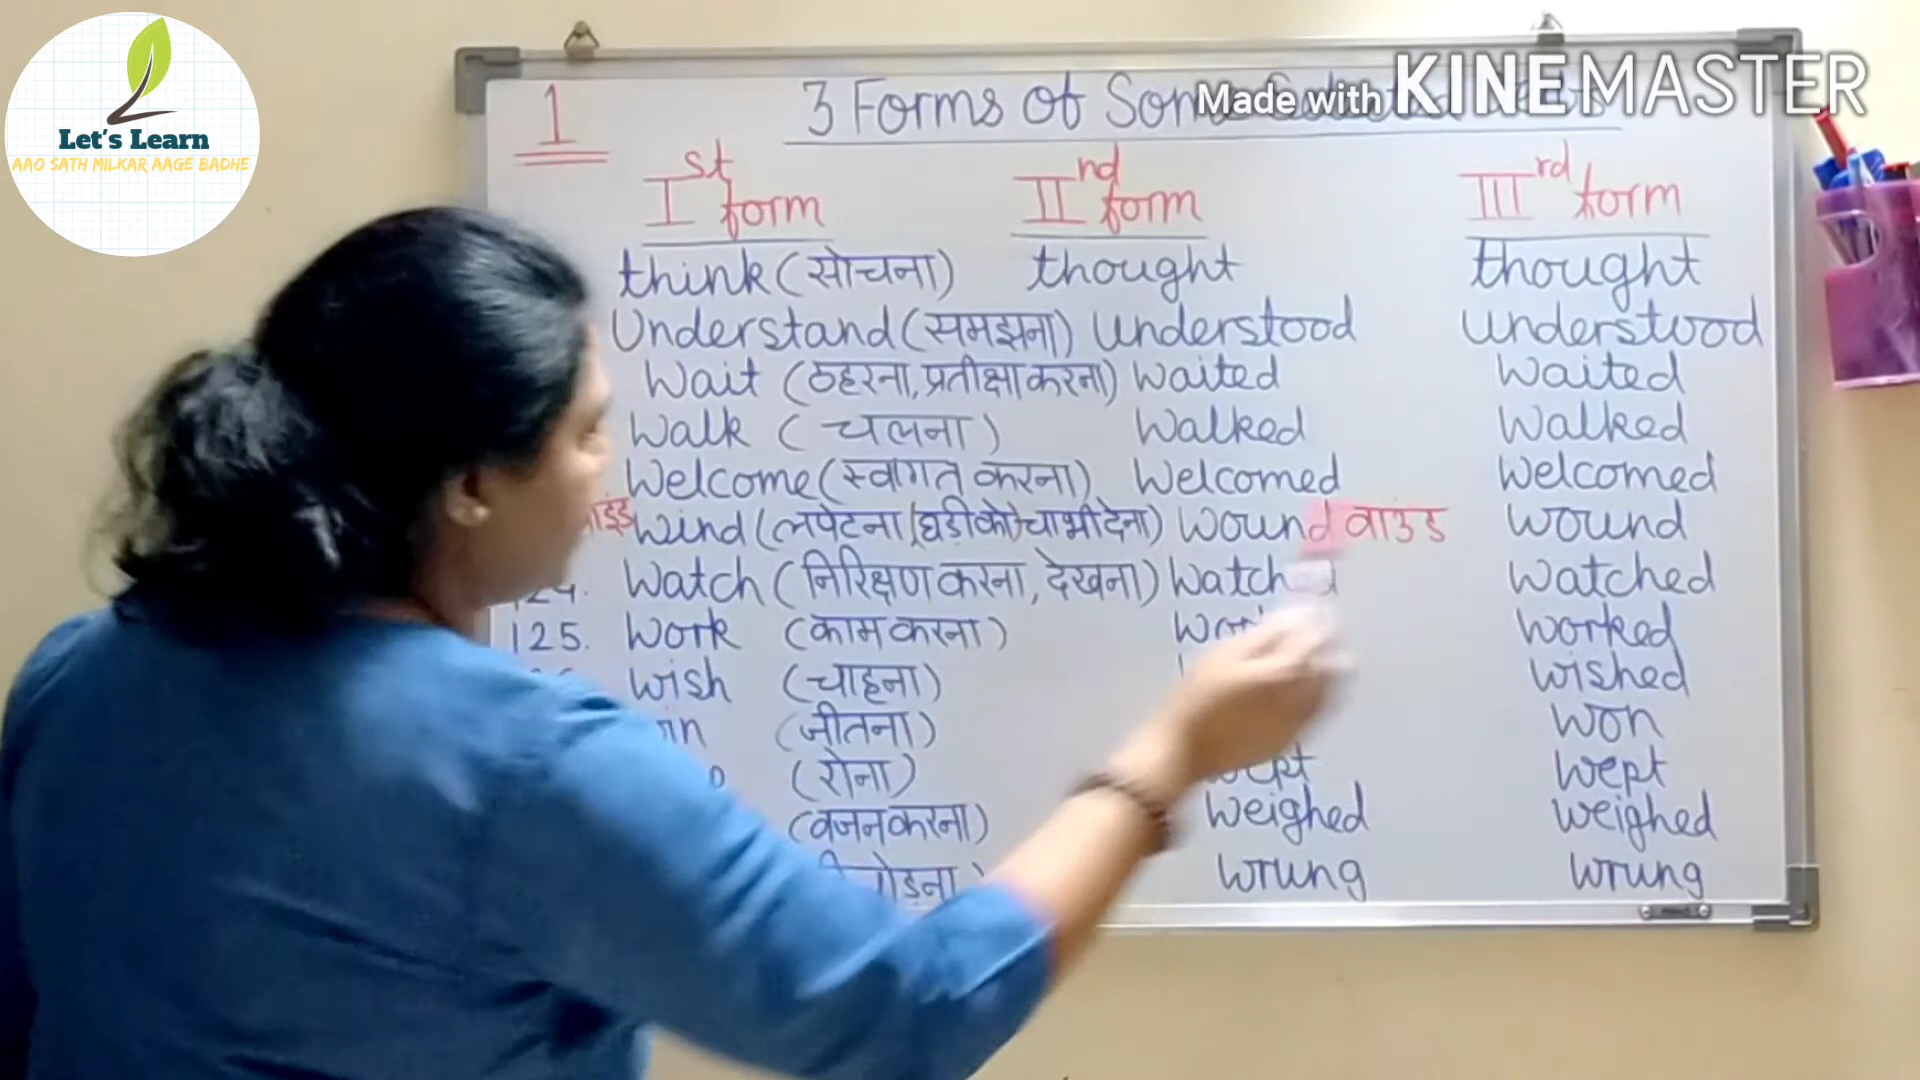 Let's Learn
AAO SATH MILKAR AAGE BADHE
Made with KINEMASTER
1
3 Forms of Som
Ist form IInd form IIIrd form
think (सोचना) thought thought
Understand (समझना) understood understood
Wait (ठहरना, प्रतीक्षा करना) waited waited
Walk (चलना) walked walked
Welcome (स्वागत करना) Welcomed Welcomed
Wind (लपेटना (घड़ी को) चाभी देना) wound वाउंड wound
Watch (निरिक्षण करना, देखना) watched watched
125. Work (काम करना) worked
Wish (चाहना) wished
(जीतना) won
(रोना) wept wept
(वजन करना) weighed weighed
wrung wrung